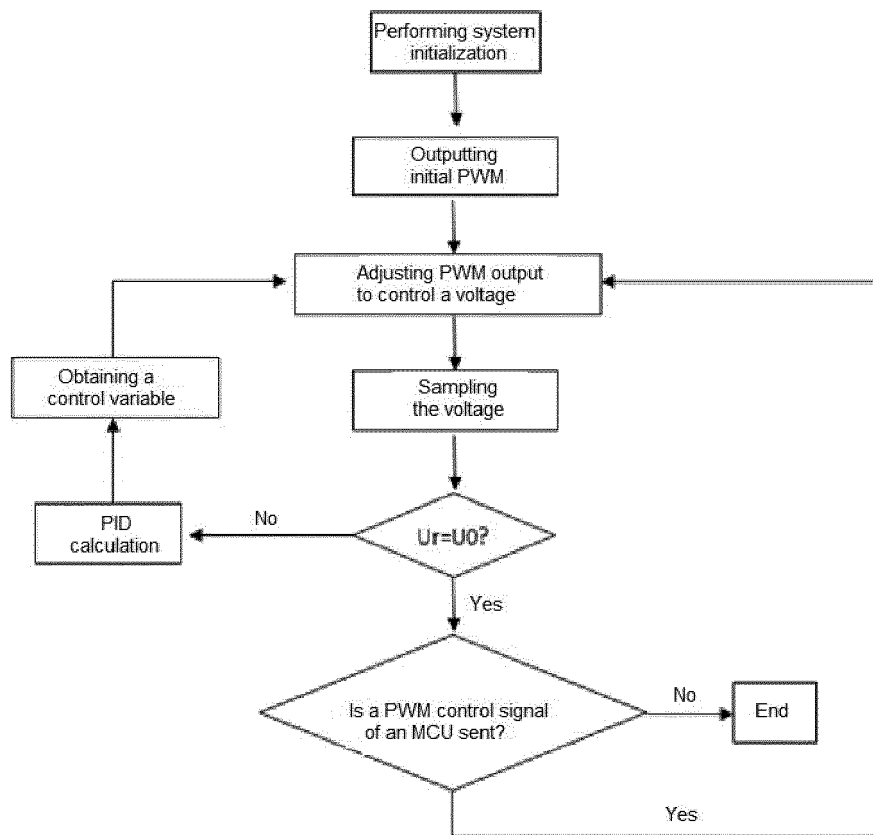 Performing system
initialization
Outputting
initial PWM
Adjusting PWM output
to control a voltage
Obtaining a
control variable
Sampling
the voltage
PID
calculation
No
Ur=U0?
Yes
Is a PWM control signal
of an MCU sent?
No
End
Yes